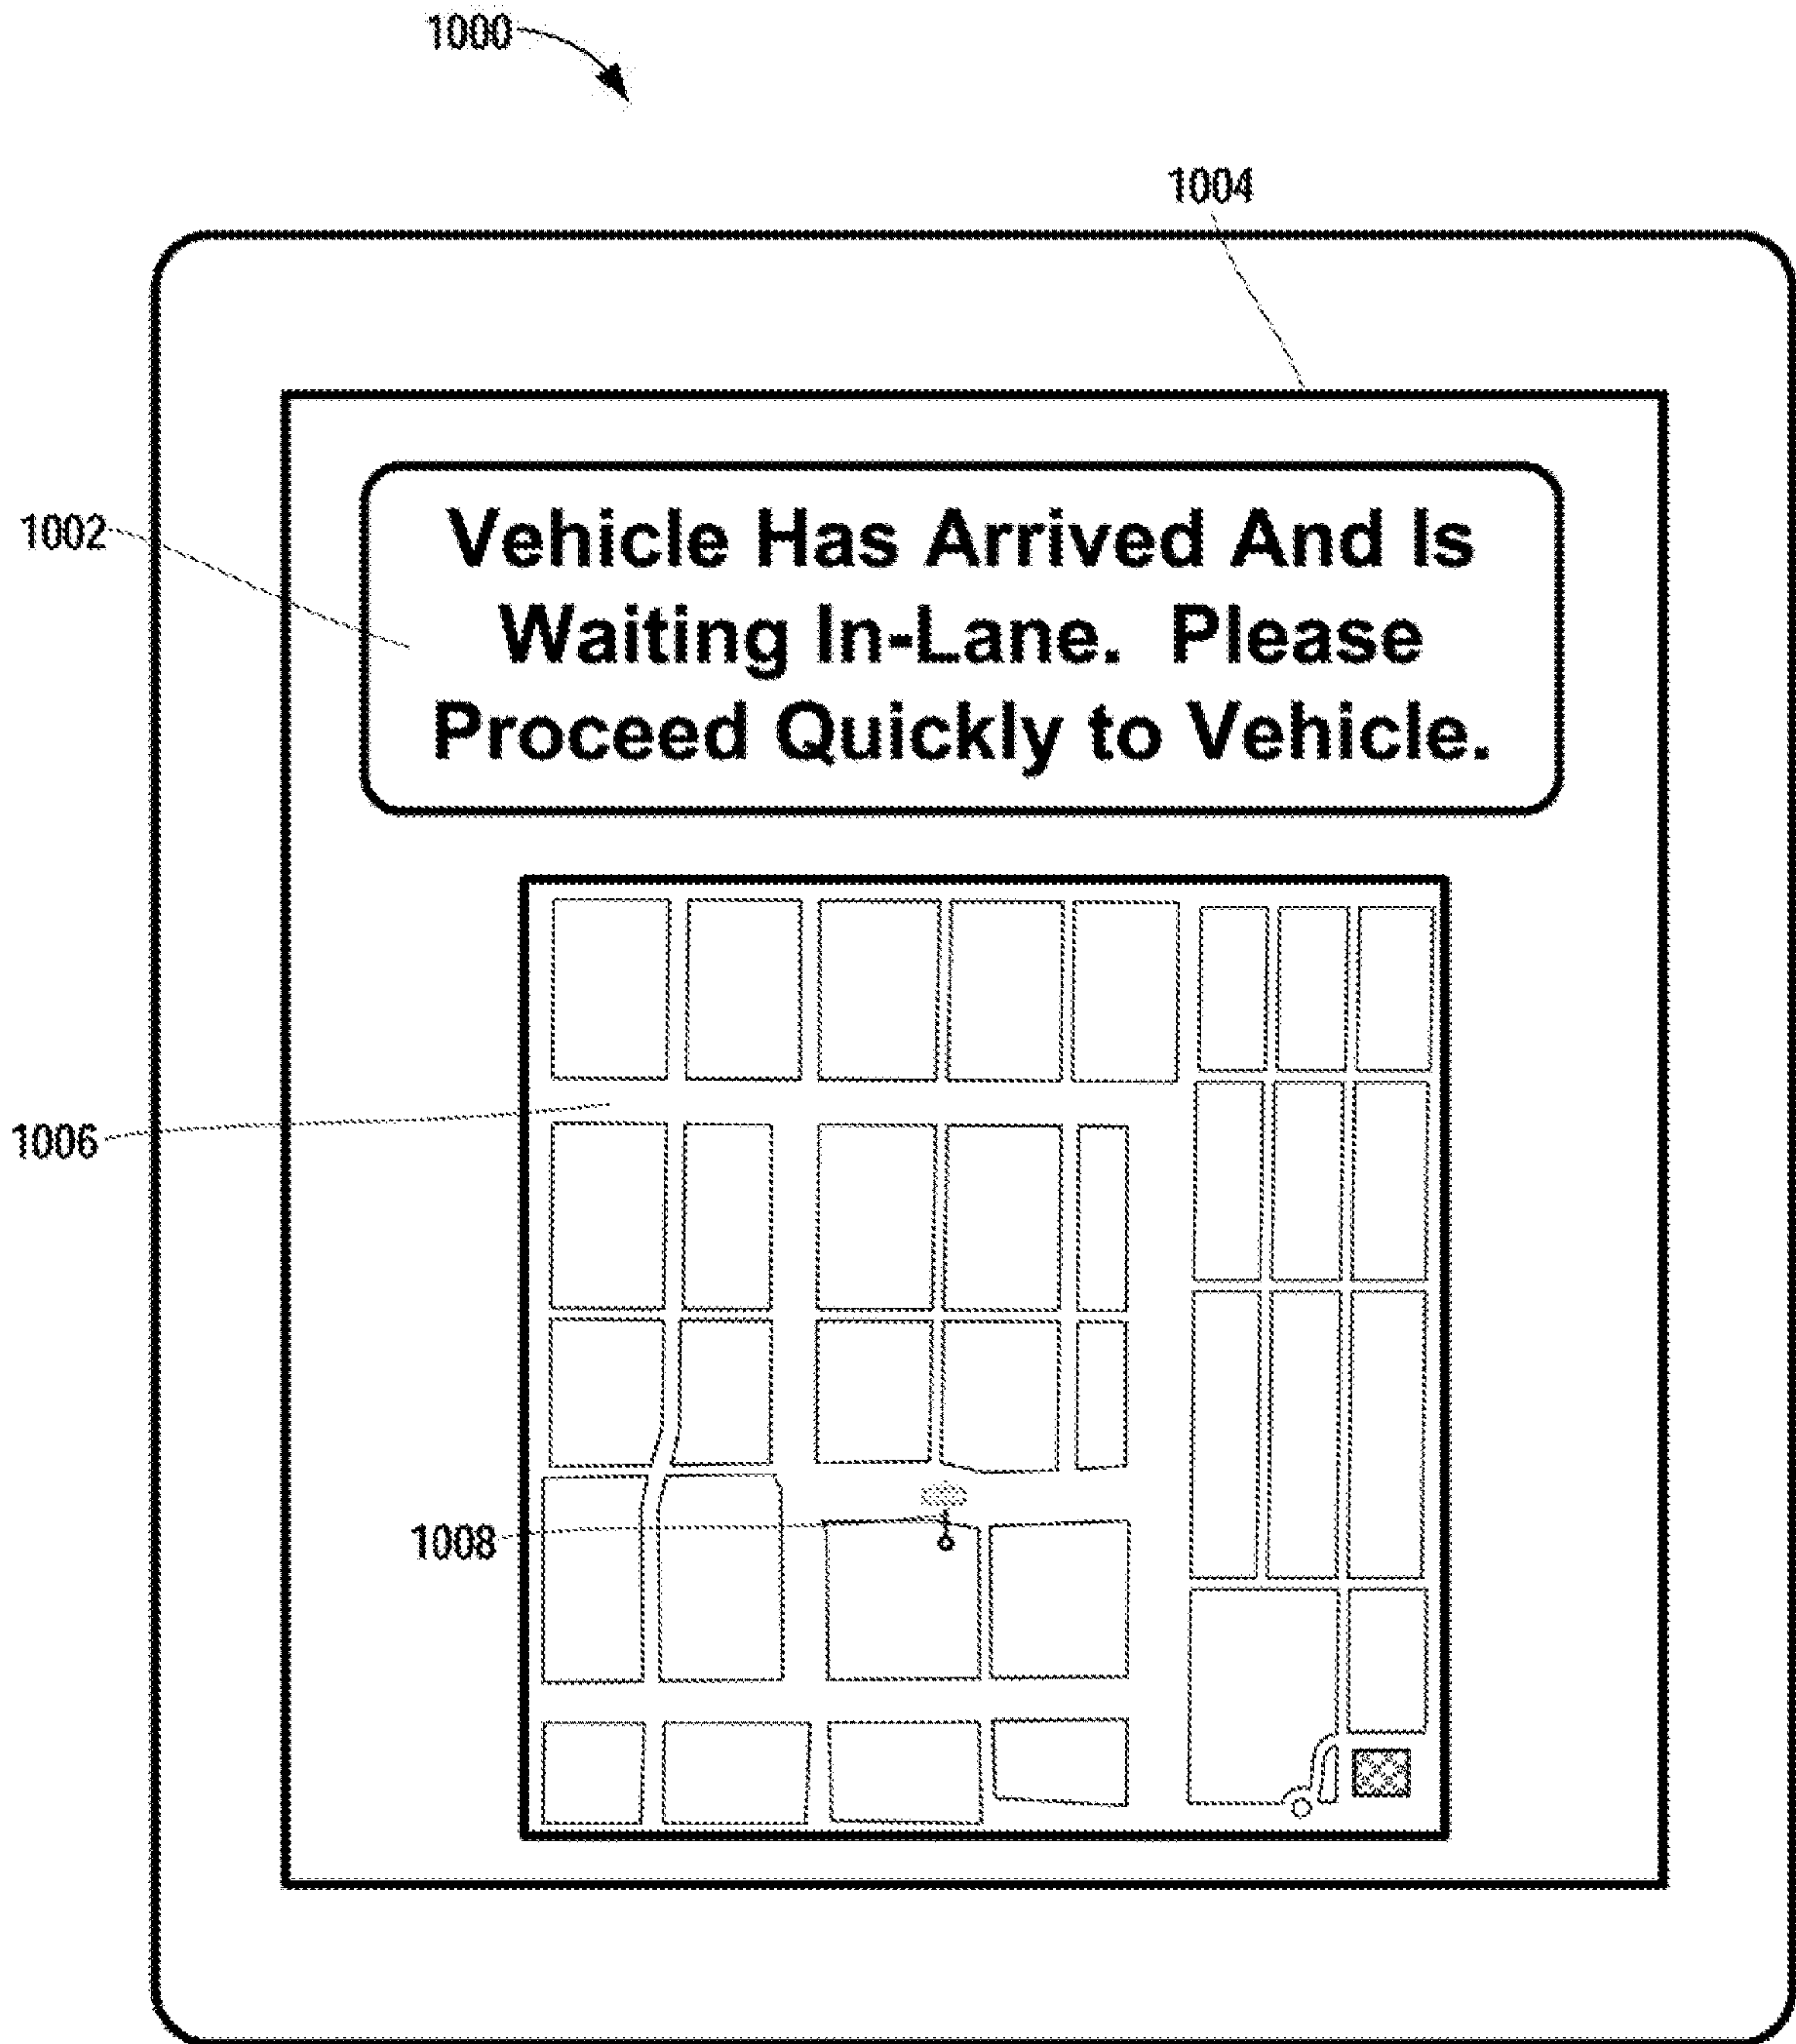 1000
1004
1002
Vehicle Has Arrived And Is
Waiting In-Lane.  Please
Proceed Quickly to Vehicle.
1006
1008